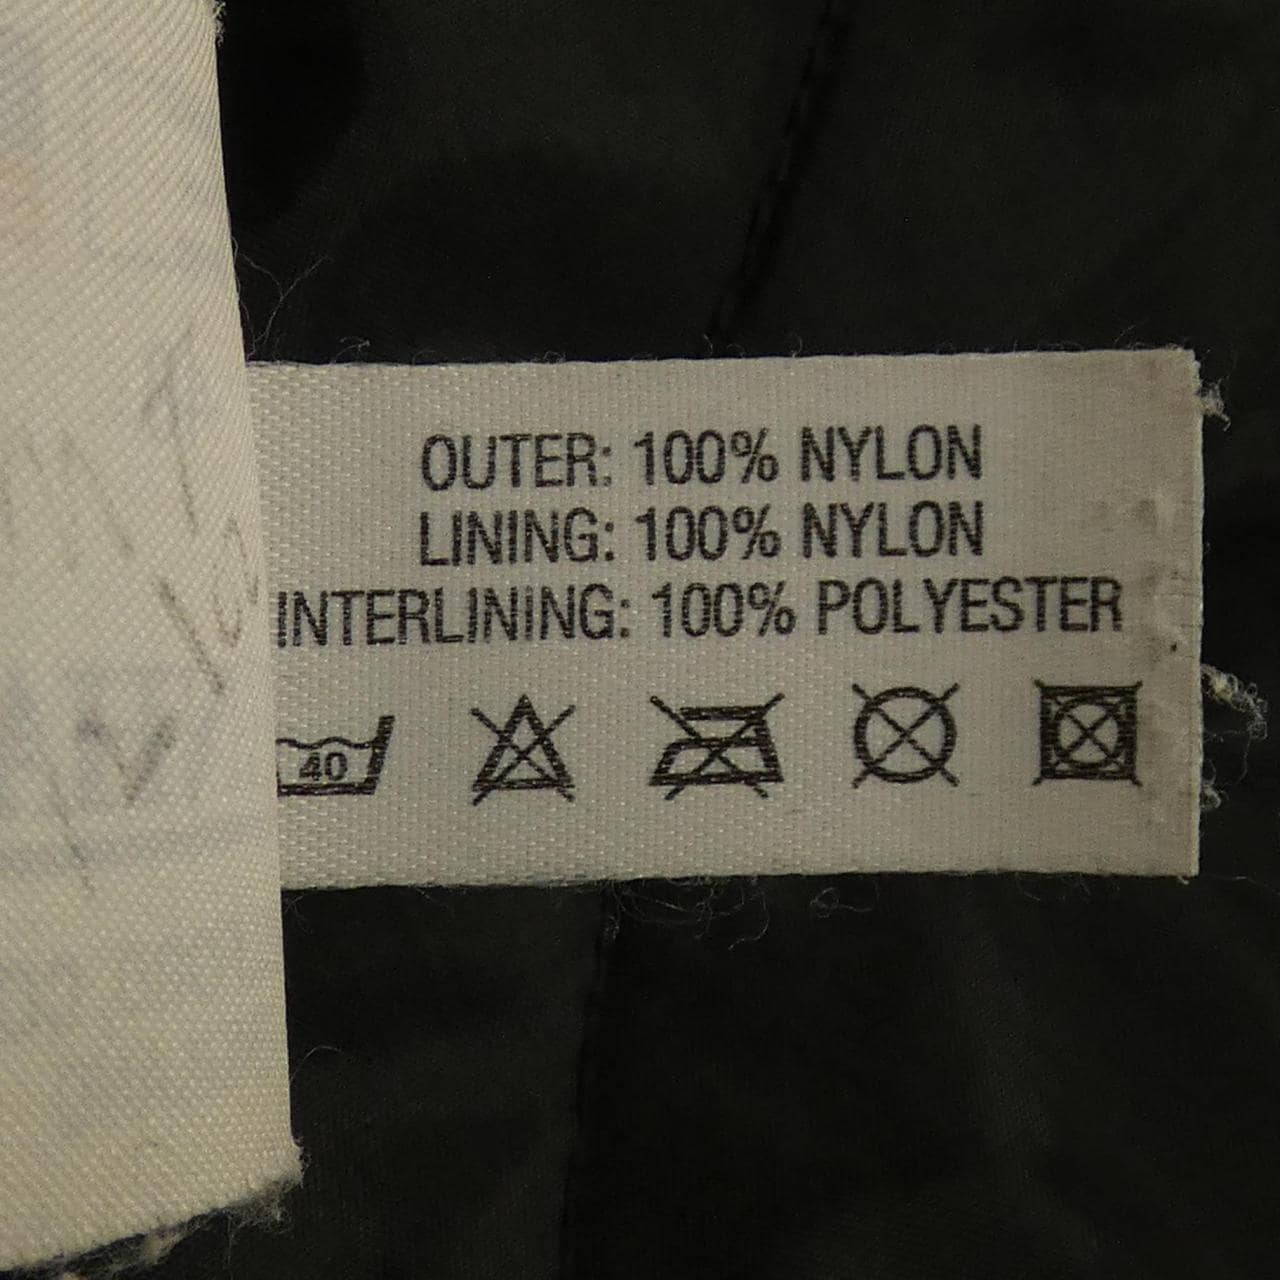 OUTER: 100% NYLON
LINING: 100% NYLON
INTERLINING: 100% POLYESTER
40